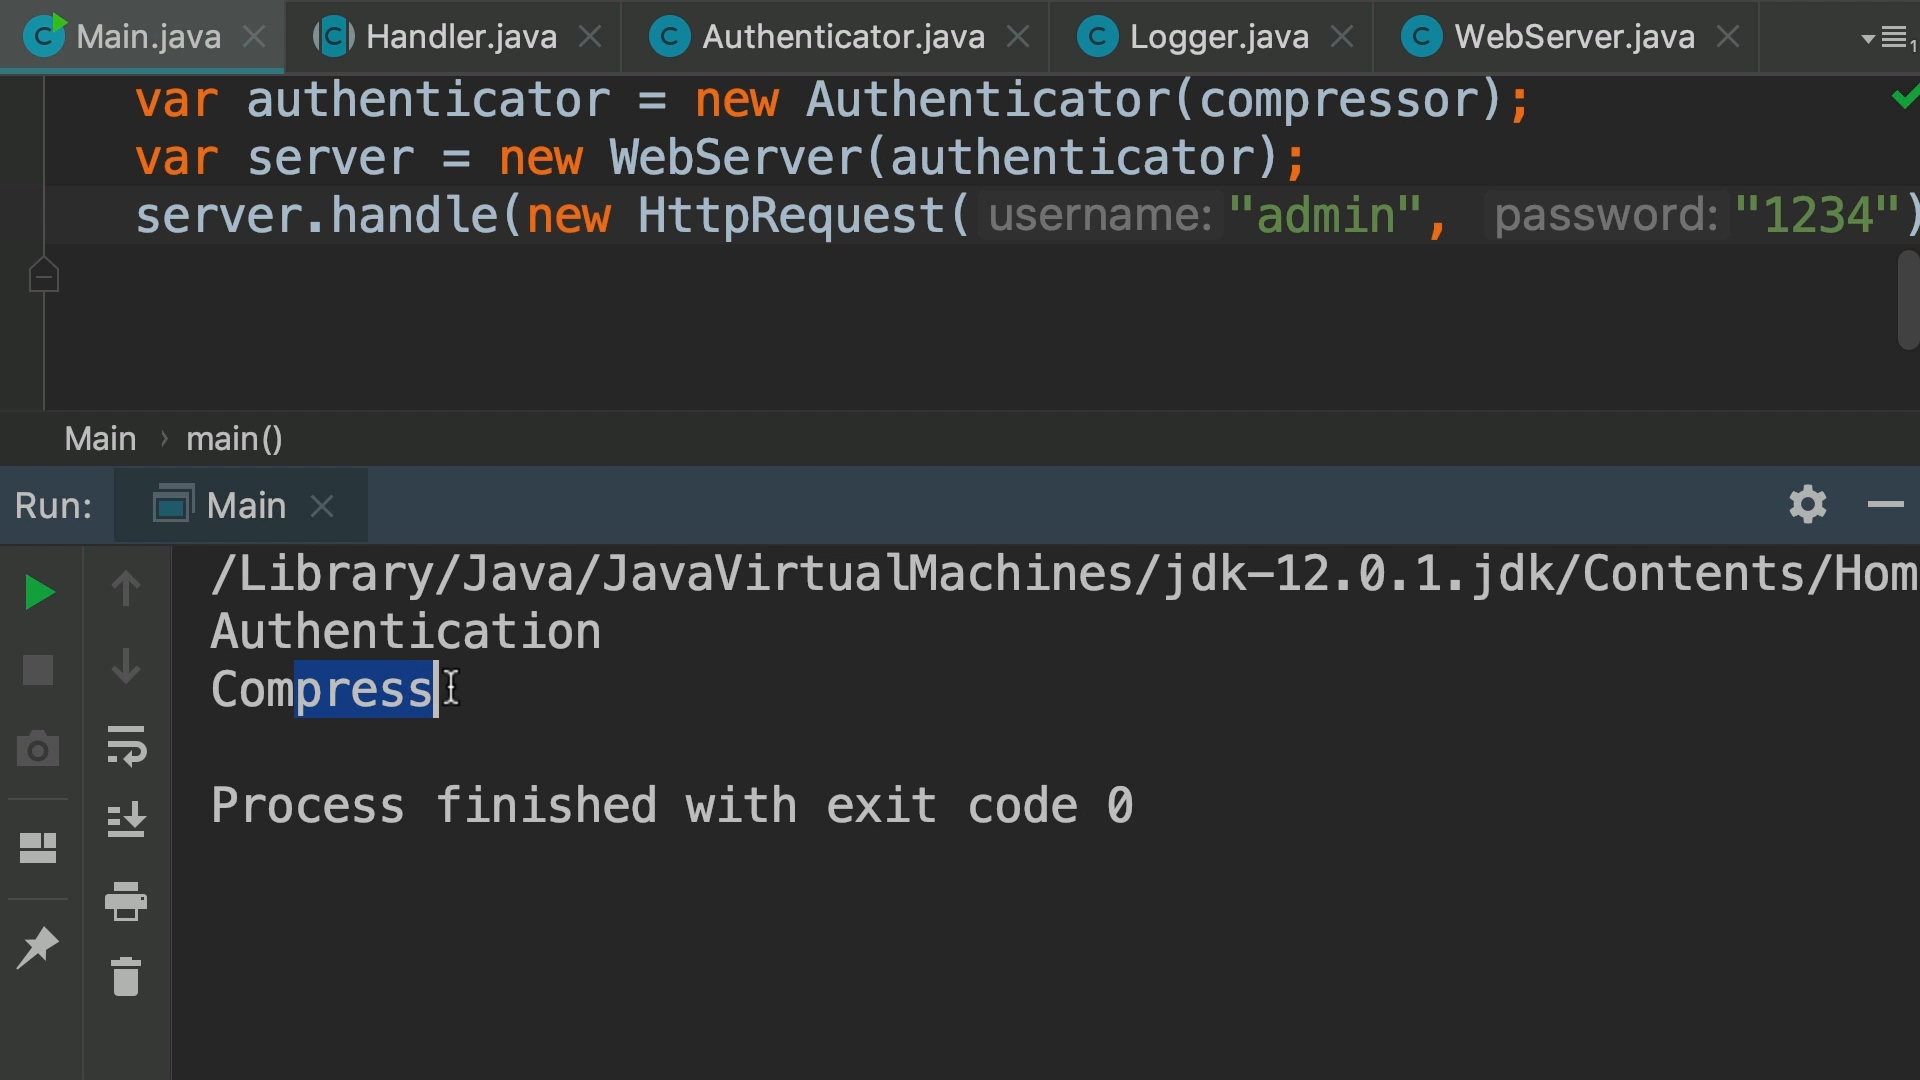 Main.java Handler.java Authenticator.java Logger.java WebServer.java
var authenticator = new Authenticator(compressor);
var server = new WebServer(authenticator);
server.handle(new HttpRequest( username: "admin", password: "1234")
Main › main()
Run: Main
/Library/Java/JavaVirtualMachines/jdk-12.0.1.jdk/Contents/Hom
Authentication
Compress
Process finished with exit code 0